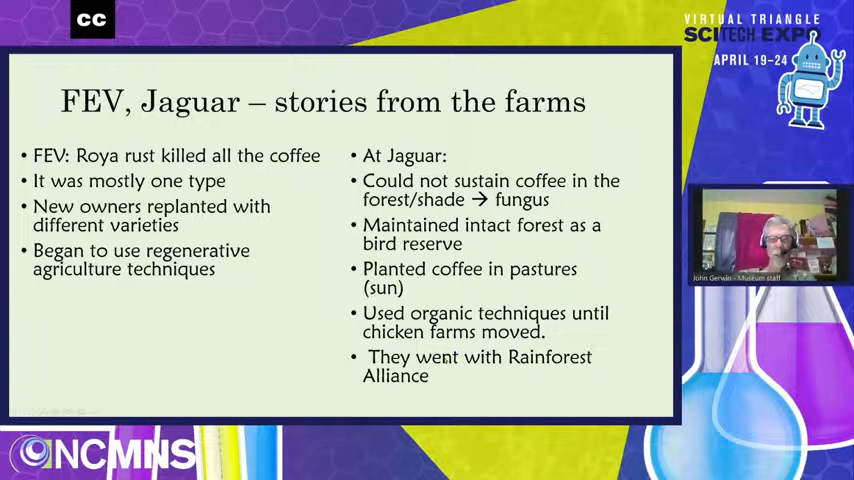 CC
VIRTUAL TRIANGLE
SCITECH EXPO
APRIL 19-24
FEV, Jaguar – stories from the farms
• FEV: Roya rust killed all the coffee
• It was mostly one type
• New owners replanted with
different varieties
• Began to use regenerative
agriculture techniques
• At Jaguar:
• Could not sustain coffee in the
forest/shade → fungus
• Maintained intact forest as a
bird reserve
• Planted coffee in pastures
(sun)
• Used organic techniques until
chicken farms moved.
• They went with Rainforest
Alliance
John Gerwin - Museum staff
NCMNS